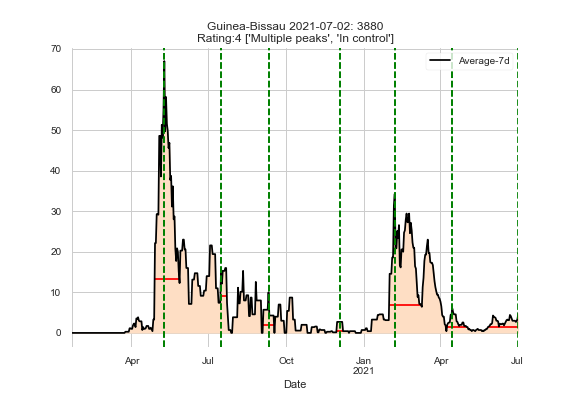 Guinea-Bissau 2021-07-02: 3880
Rating:4 ['Multiple peaks', 'In control']
Average-7d
70
60
50
40
30
20
10
0
Apr Jul Oct Jan Apr Jul
2021
Date